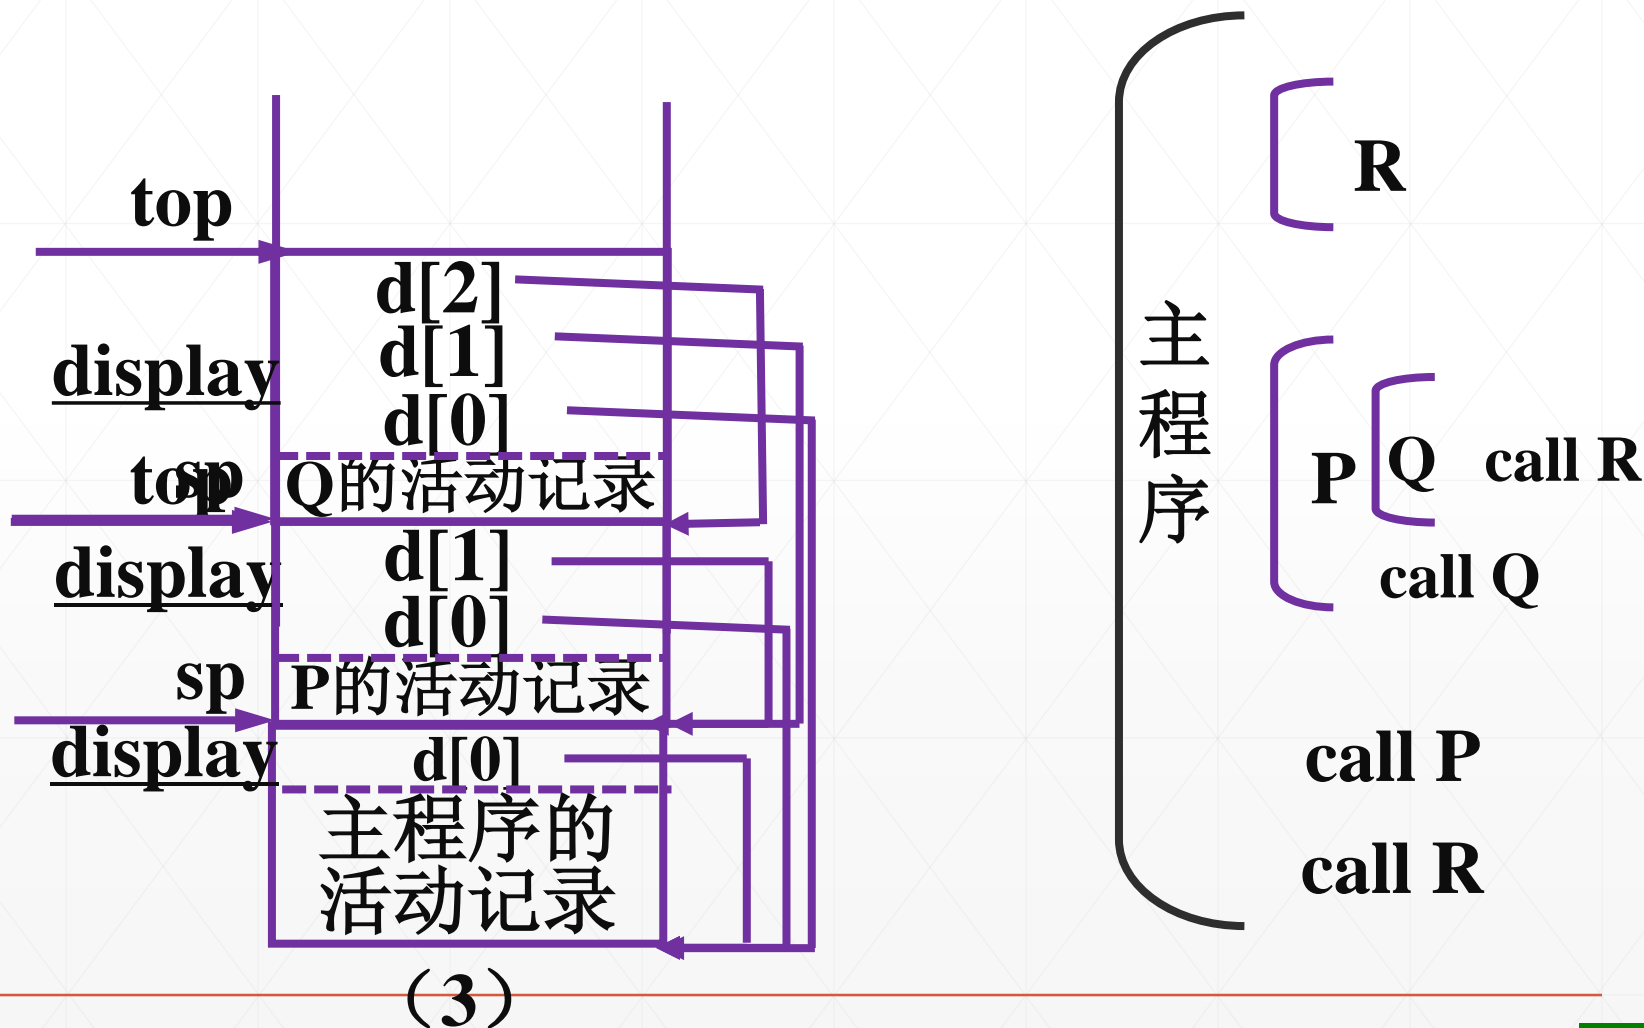 top
d[2]
d[1]
display
d[0]
top
sp
Q的活动记录
d[1]
display
d[0]
sp
P的活动记录
display
d[0]
主程序的
活动记录
（3）
主
程
序
R
P
Q
call R
call Q
call P
call R